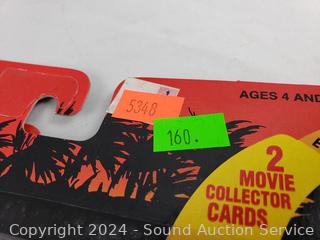 AGES 4 AND
5348
160.
2
MOVIE
COLLECTOR
CARDS
Copyright 2024 - Sound Auction Service